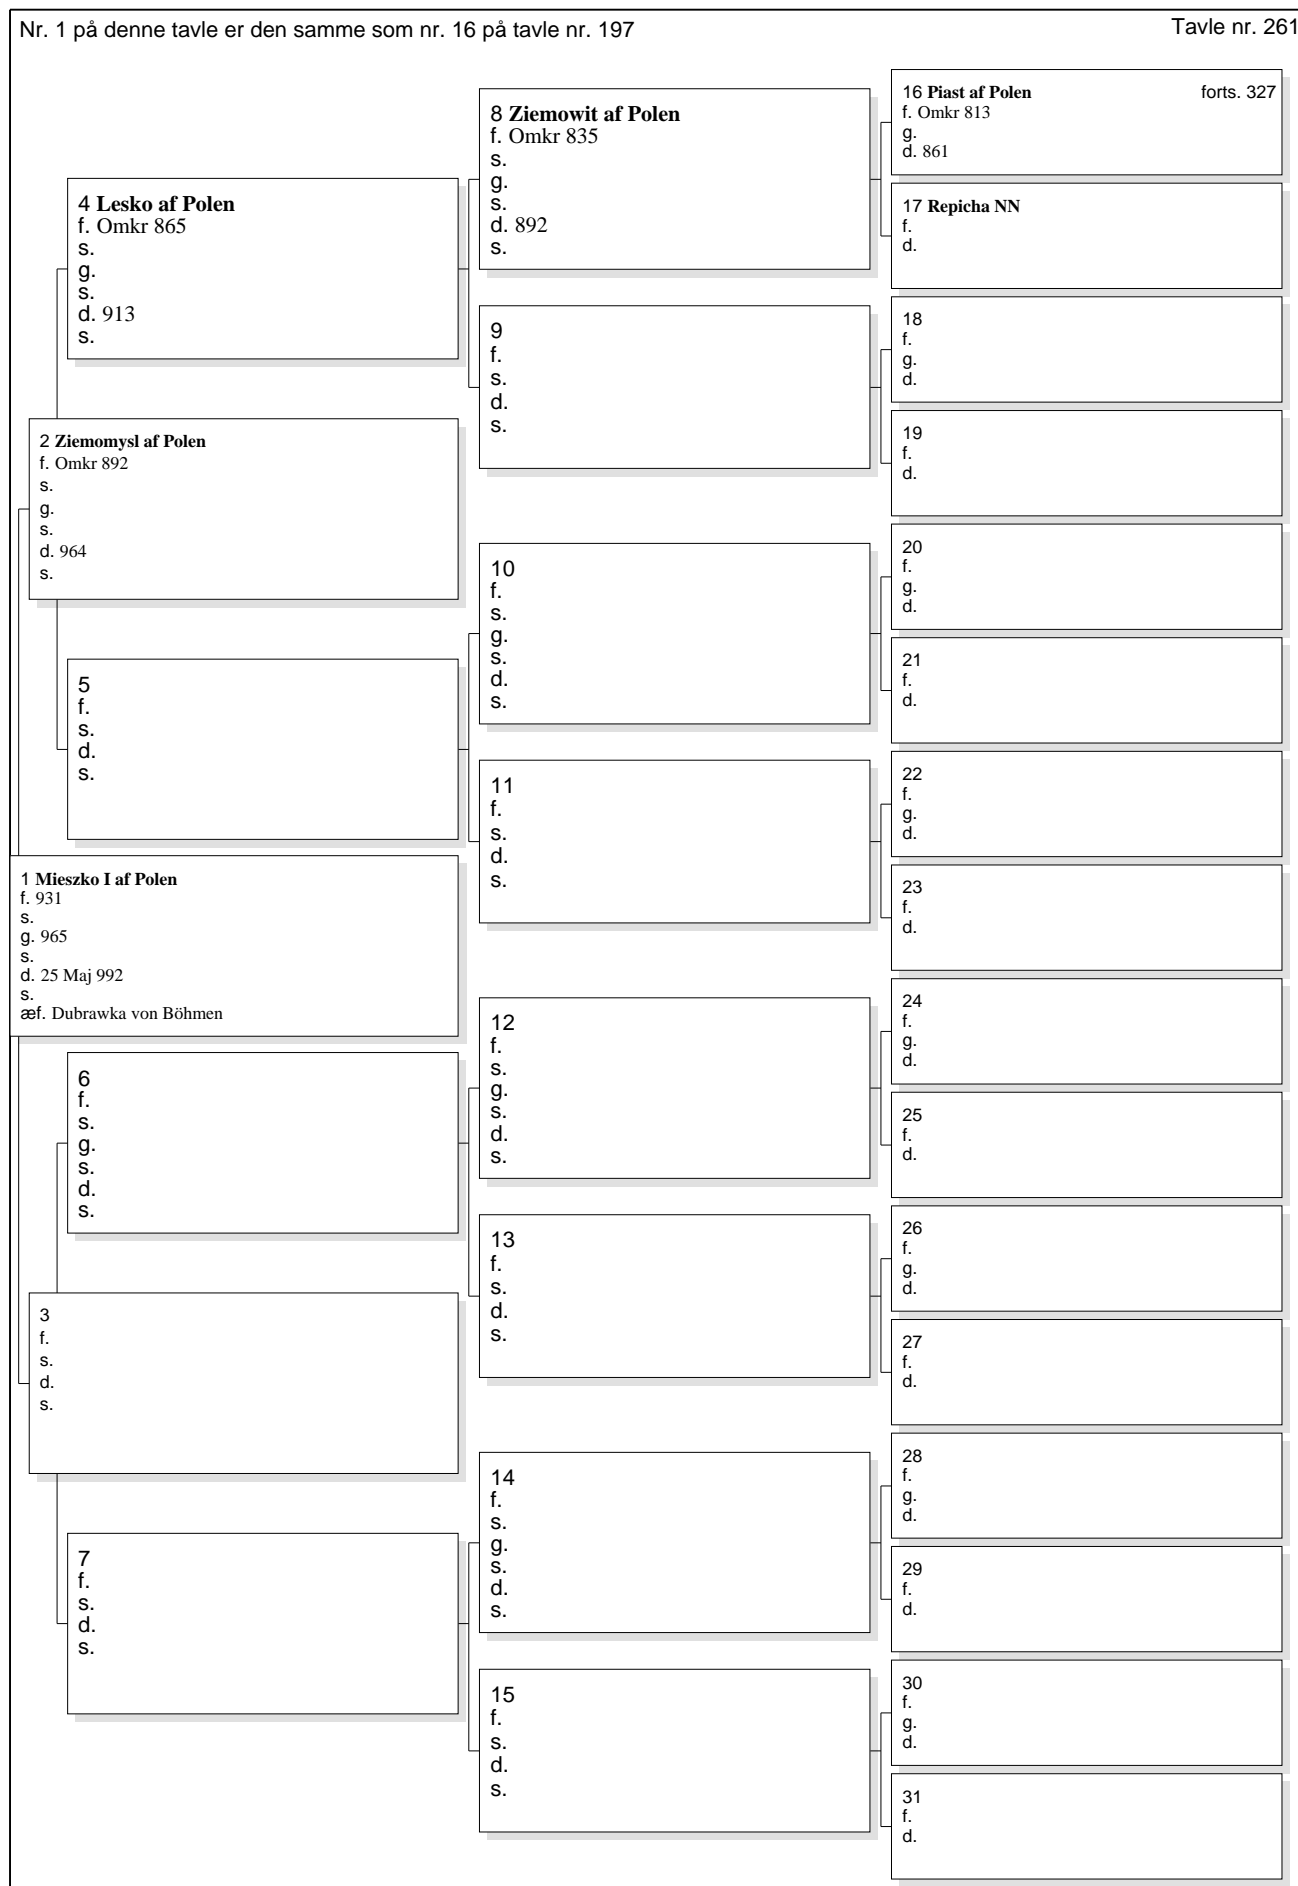 Nr. 1 på denne tavle er den samme som nr. 16 på tavle nr. 197
Tavle nr. 261
16 Piast af Polen forts. 327
f. Omkr 813
g.
d. 861
8 Ziemowit af Polen
f. Omkr 835
s.
g.
s.
d. 892
s.
4 Lesko af Polen
f. Omkr 865
s.
g.
s.
d. 913
s.
17 Repicha NN
f.
d.
18
f.
g.
d.
9
f.
s.
d.
s.
19
f.
d.
2 Ziemomysl af Polen
f. Omkr 892
s.
g.
s.
d. 964
s.
20
f.
g.
d.
10
f.
s.
g.
s.
d.
s.
21
f.
d.
5
f.
s.
d.
s.
22
f.
g.
d.
11
f.
s.
d.
s.
23
f.
d.
1 Mieszko I af Polen
f. 931
s.
g. 965
s.
d. 25 Maj 992
s.
æf. Dubrawka von Böhmen
24
f.
g.
d.
12
f.
s.
g.
s.
d.
s.
25
f.
d.
6
f.
s.
g.
s.
d.
s.
26
f.
g.
d.
13
f.
s.
d.
s.
27
f.
d.
3
f.
s.
d.
s.
28
f.
g.
d.
14
f.
s.
g.
s.
d.
s.
29
f.
d.
7
f.
s.
d.
s.
30
f.
g.
d.
15
f.
s.
d.
s.
31
f.
d.